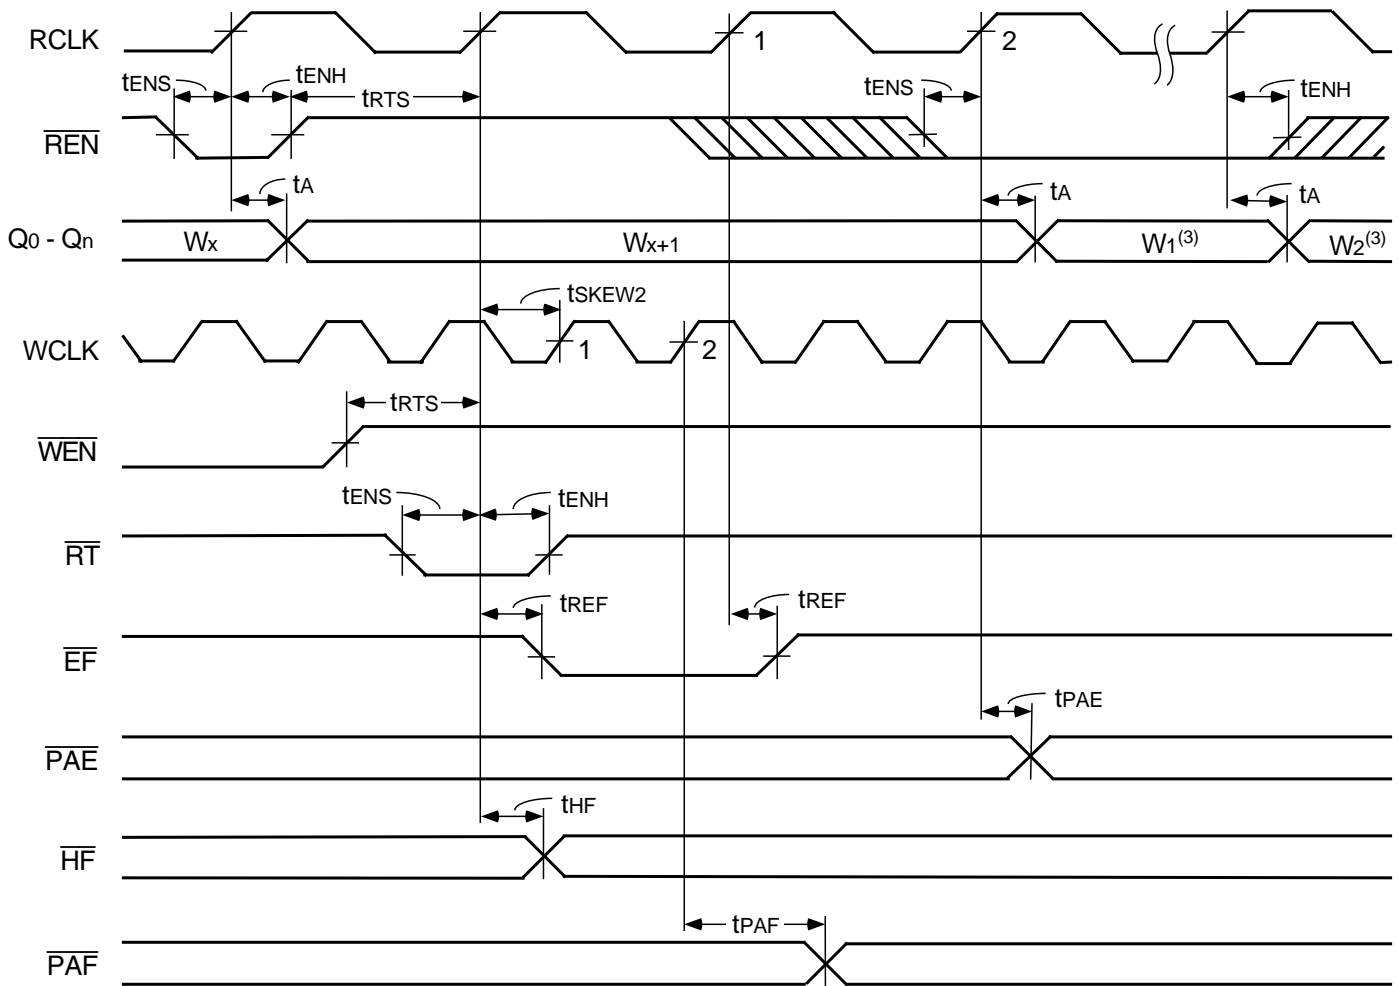 RCLK 1 2
tENS tENH tRTS tENS tENH
REN
tA tA tA
Q0 - Qn Wx Wx+1 W1(3) W2(3)
tSKEW2
WCLK 1 2
tRTS
WEN
tENS tENH
RT
tREF tREF
EF
tPAE
PAE
tHF
HF
tPAF
PAF